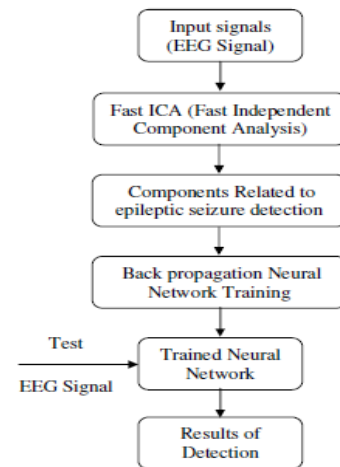 Input signals
(EEG Signal)
Fast ICA (Fast Independent
Component Analysis)
Components Related to
epileptic seizure detection
Back propagation Neural
Network Training
Test
EEG Signal
Trained Neural
Network
Results of
Detection